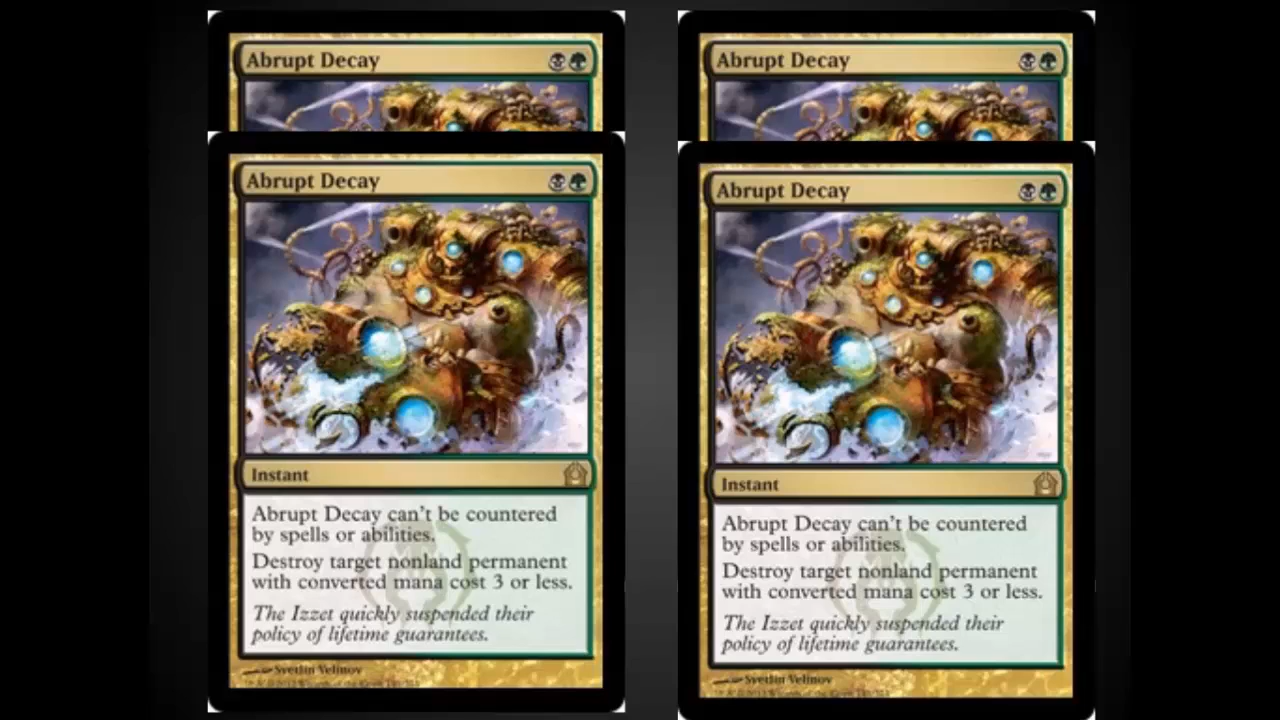 Abrupt Decay
Abrupt Decay
Abrupt Decay
Instant
Abrupt Decay can't be countered
by spells or abilities.
Destroy target nonland permanent
with converted mana cost 3 or less.
The Izzet quickly suspended their
policy of lifetime guarantees.
Svetlin Velinov
Abrupt Decay
Instant
Abrupt Decay can't be countered
by spells or abilities.
Destroy target nonland permanent
with converted mana cost 3 or less.
The Izzet quickly suspended their
policy of lifetime guarantees.
Svetlin Velinov